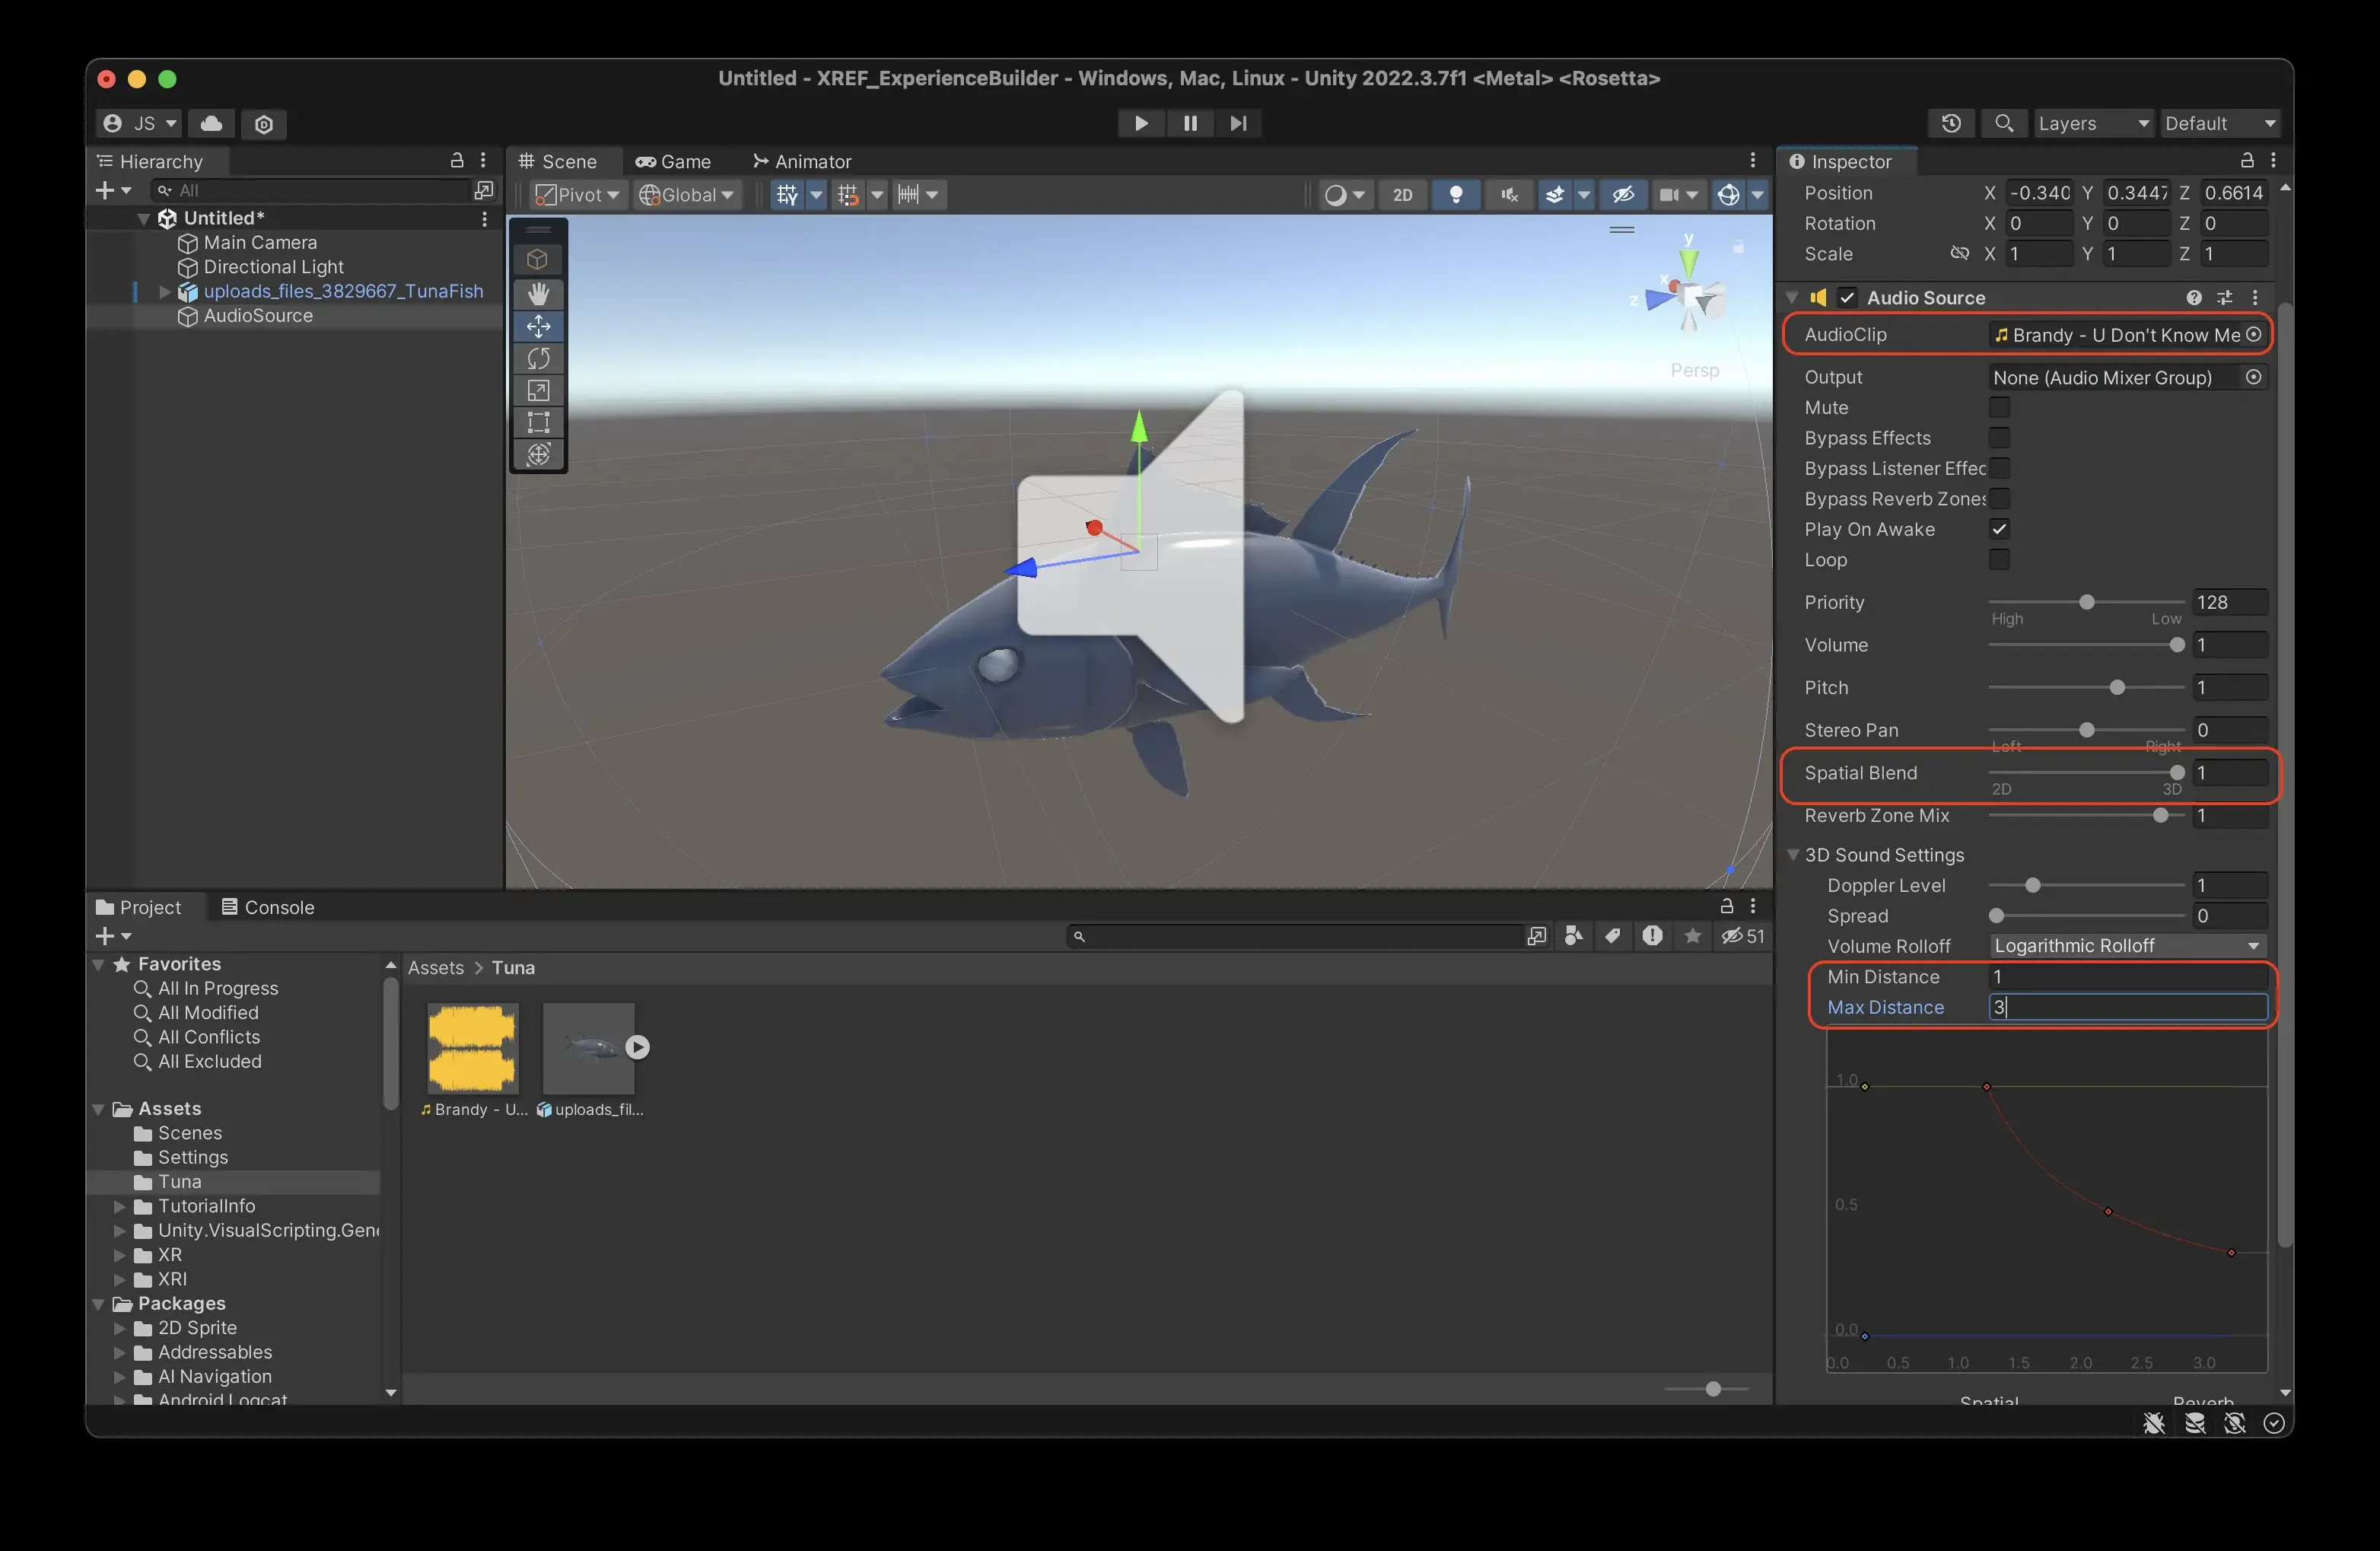 Untitled - XREF_ExperienceBuilder - Windows, Mac, Linux - Unity 2022.3.7f1 <Metal> <Rosetta>
JS
Layers
Default
Hierarchy
All
Untitled*
Main Camera
Directional Light
uploads_files_3829667_TunaFish
AudioSource
Scene
Game
Animator
Pivot
Global
2D
y
x
z
Persp
Inspector
Position X -0.340 Y 0.3447 Z 0.6614
Rotation X 0 Y 0 Z 0
Scale X 1 Y 1 Z 1
Audio Source
AudioClip Brandy - U Don't Know Me
Output None (Audio Mixer Group)
Mute
Bypass Effects
Bypass Listener Effec
Bypass Reverb Zones
Play On Awake
Loop
Priority 128
High Low
Volume 1
Pitch 1
Stereo Pan 0
Left Right
Spatial Blend 1
2D 3D
Reverb Zone Mix 1
3D Sound Settings
Doppler Level 1
Spread 0
Volume Rolloff Logarithmic Rolloff
Min Distance 1
Max Distance 3
1.0
0.5
0.0
0.0 0.5 1.0 1.5 2.0 2.5 3.0
Spatial Reverb
Project
Console
51
Favorites
All In Progress
All Modified
All Conflicts
All Excluded
Assets
Scenes
Settings
Tuna
TutorialInfo
Unity.VisualScripting.Gene
XR
XRI
Packages
2D Sprite
Addressables
AI Navigation
Android Logcat
Assets > Tuna
Brandy - U...
uploads_fil...